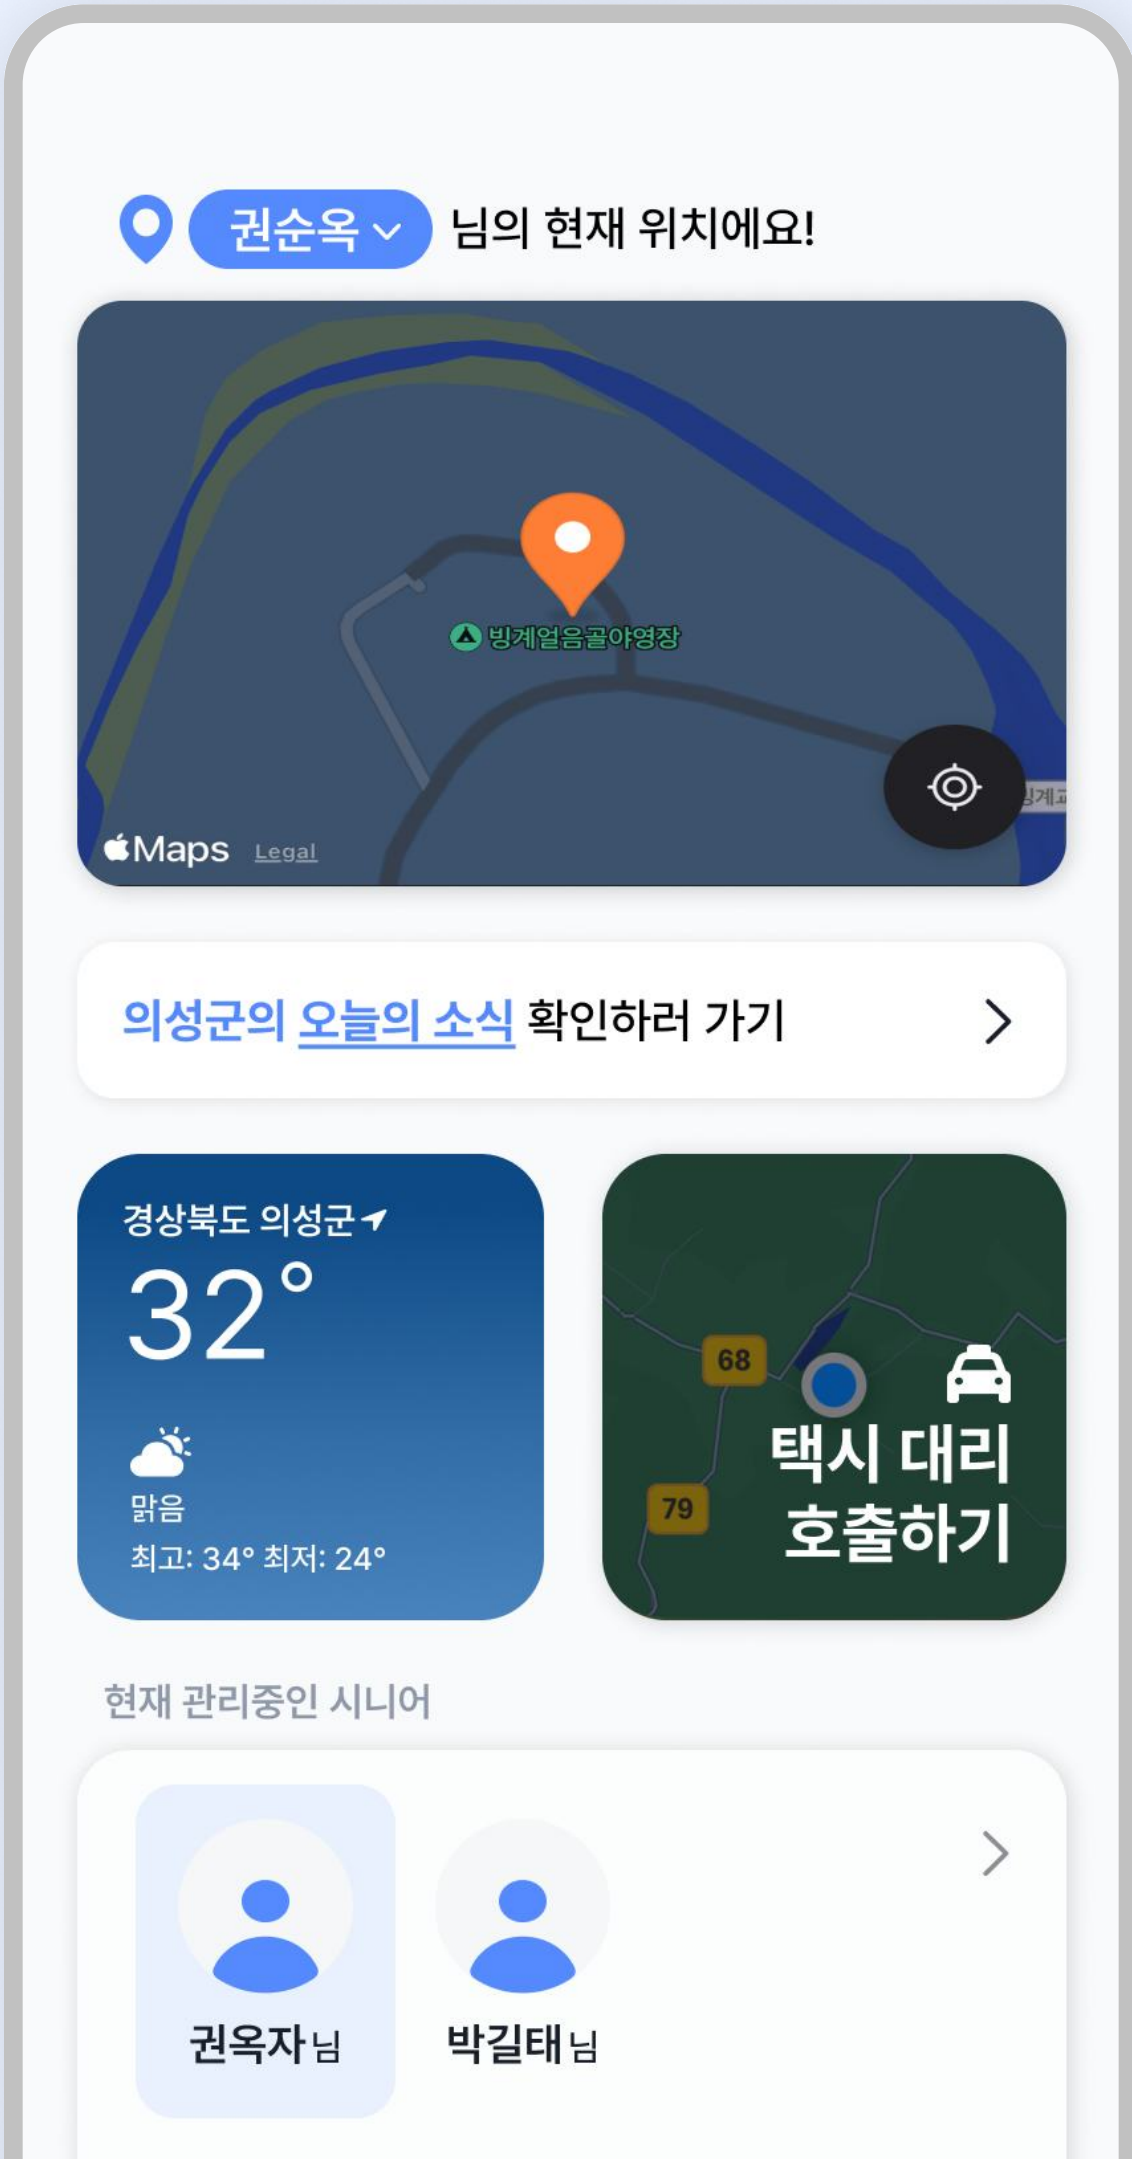 권순옥 님의 현재 위치에요!
빙계얼음골야영장
빙계교
Maps Legal
의성군의 오늘의 소식 확인하러 가기
경상북도 의성군
32°
맑음
최고: 34° 최저: 24°
68
79
택시 대리
호출하기
현재 관리중인 시니어
권옥자님
박길태님